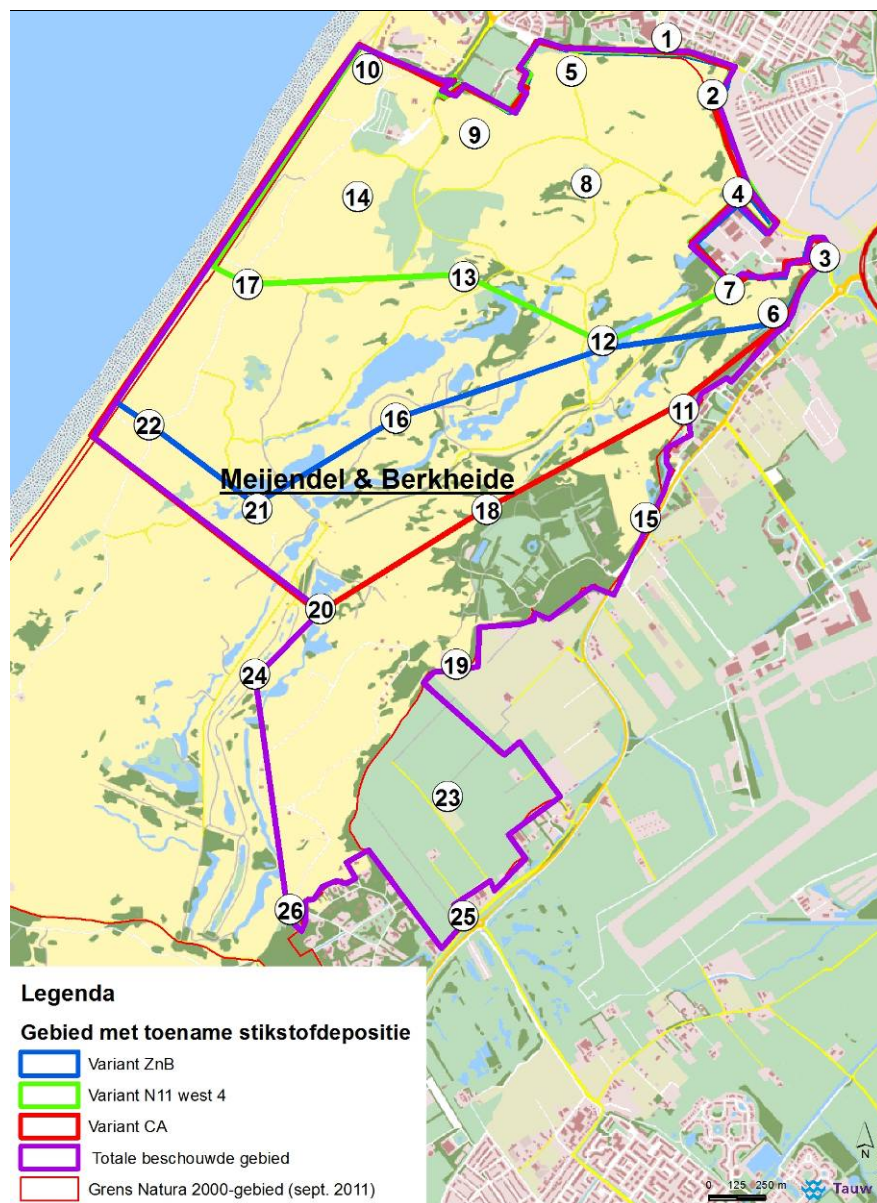 1
10
5
2
9
8
14
4
3
17
13
7
6
12
11
22
16
Meijendel & Berkheide
21
18
15
20
19
24
23
26
25
Legenda
Gebied met toename stikstofdepositie
Variant ZnB
Variant N11 west 4
Variant CA
Totale beschouwde gebied
Grens Natura 2000-gebied (sept. 2011)
N
0 125 250 m
Tauw